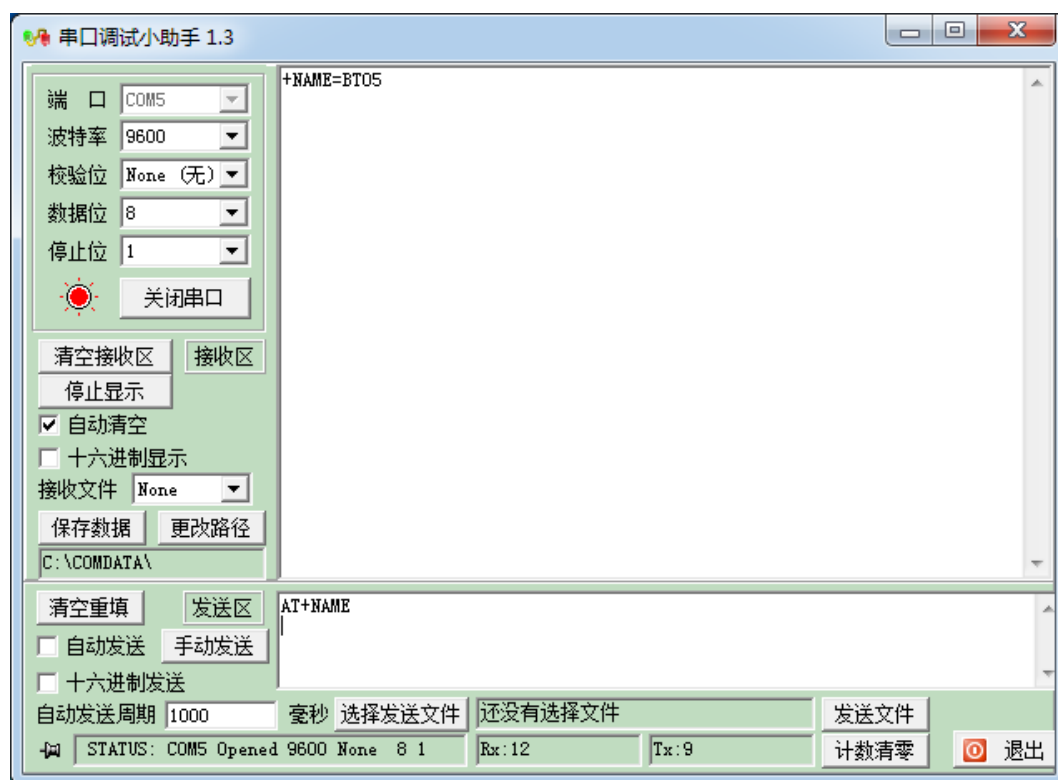 串口调试小助手 1.3
端 口 COM5
波特率 9600
校验位 None (无)
数据位 8
停止位 1
关闭串口
清空接收区 接收区
停止显示
自动清空
十六进制显示
接收文件 None
保存数据 更改路径
C:\COMDATA\
+NAME=BT05
清空重填 发送区
自动发送 手动发送
十六进制发送
AT+NAME
自动发送周期 1000 毫秒 选择发送文件 还没有选择文件 发送文件
STATUS: COM5 Opened 9600 None 8 1 Rx:12 Tx:9 计数清零 退出